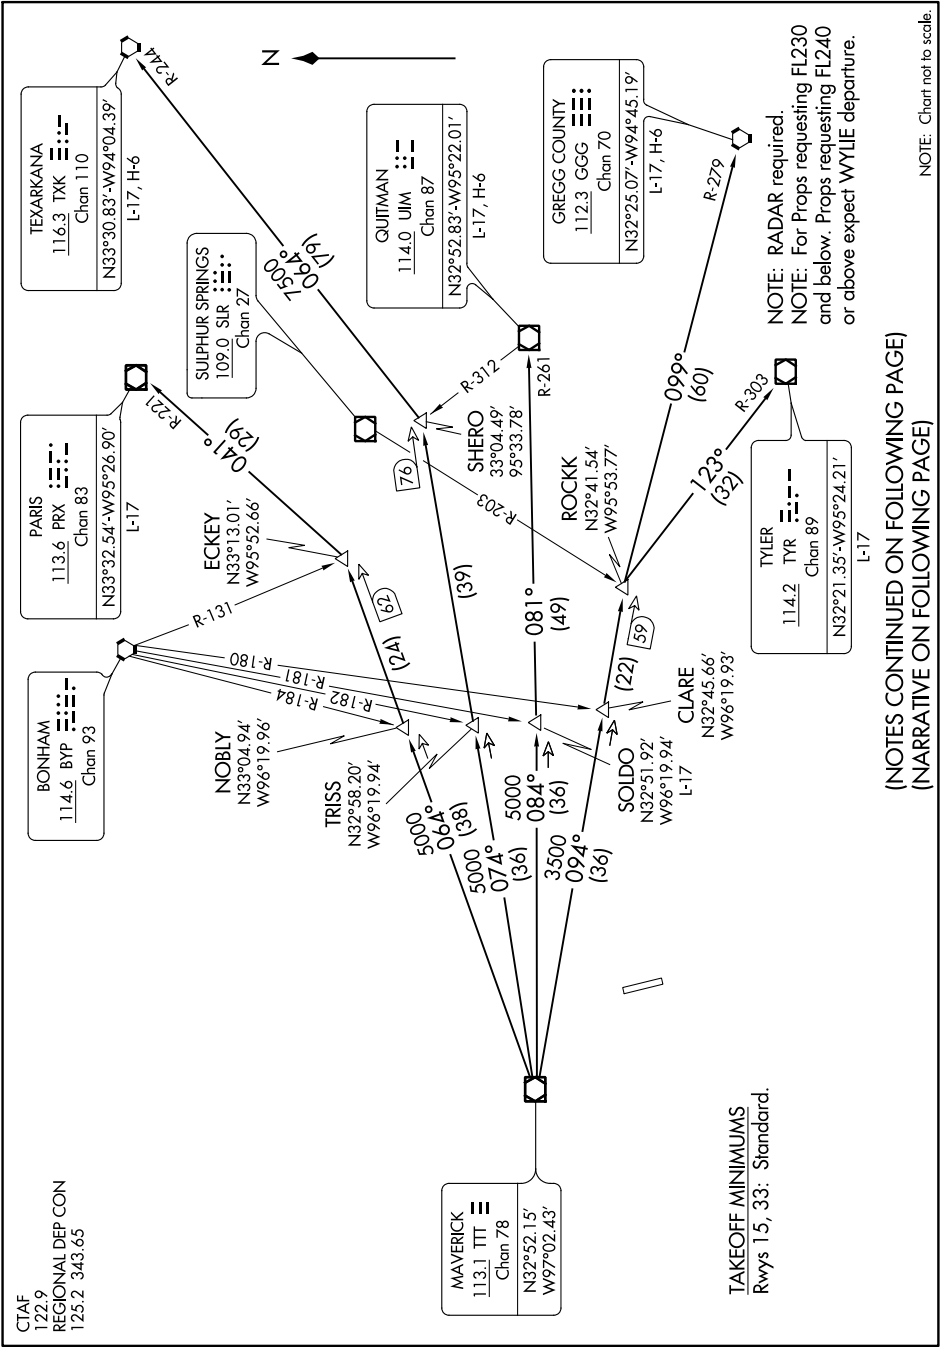 CTAF
122.9
REGIONAL DEP CON
125.2 343.65
TEXARKANA
116.3 TXK
Chan 110
N33°30.83'-W94°04.39'
L-17, H-6
R-244
N
PARIS
113.6 PRX
Chan 83
N33°32.54'-W95°26.90'
L-17
R-221
041°
(29)
SULPHUR SPRINGS
109.0 SLR
Chan 27
7500
064°
(79)
QUITMAN
114.0 UIM
Chan 87
N32°52.83'-W95°22.01'
L-17, H-6
R-312
R-261
GREGG COUNTY
112.3 GGG
Chan 70
N32°25.07'-W94°45.19'
L-17, H-6
R-279
BONHAM
114.6 BYP
Chan 93
R-131
R-180
R-181
R-182
R-184
ECKEY
N33°13.01'
W95°52.66'
62
(24)
NOBLY
N33°04.94'
W96°19.96'
TRISS
N32°58.20'
W96°19.94'
SHERO
33°04.49'
95°33.78'
76
(39)
R-203
ROCKK
N32°41.54'
W95°53.77'
081°
(49)
59
(22)
099°
(60)
123°
(32)
R-303
TYLER
114.2 TYR
Chan 89
N32°21.35'-W95°24.21'
L-17
CLARE
N32°45.66'
W96°19.93'
SOLDO
N32°51.92'
W96°19.94'
L-17
5000
064°
(38)
5000
074°
(36)
5000
084°
(36)
3500
094°
(36)
MAVERICK
113.1 TTT
Chan 78
N32°52.15'
W97°02.43'
TAKEOFF MINIMUMS
Rwys 15, 33: Standard.
NOTE: RADAR required.
NOTE: For Props requesting FL230
and below. Props requesting FL240
or above expect WYLIE departure.
(NOTES CONTINUED ON FOLLOWING PAGE)
(NARRATIVE ON FOLLOWING PAGE)
NOTE: Chart not to scale.